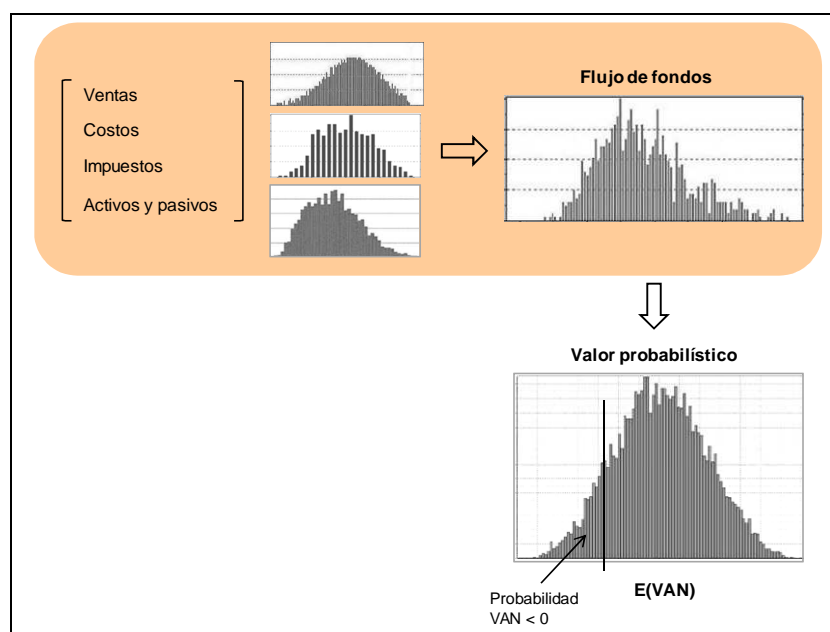 Ventas
Costos
Impuestos
Activos y pasivos
Flujo de fondos
Valor probabilístico
Probabilidad
VAN < 0
E(VAN)